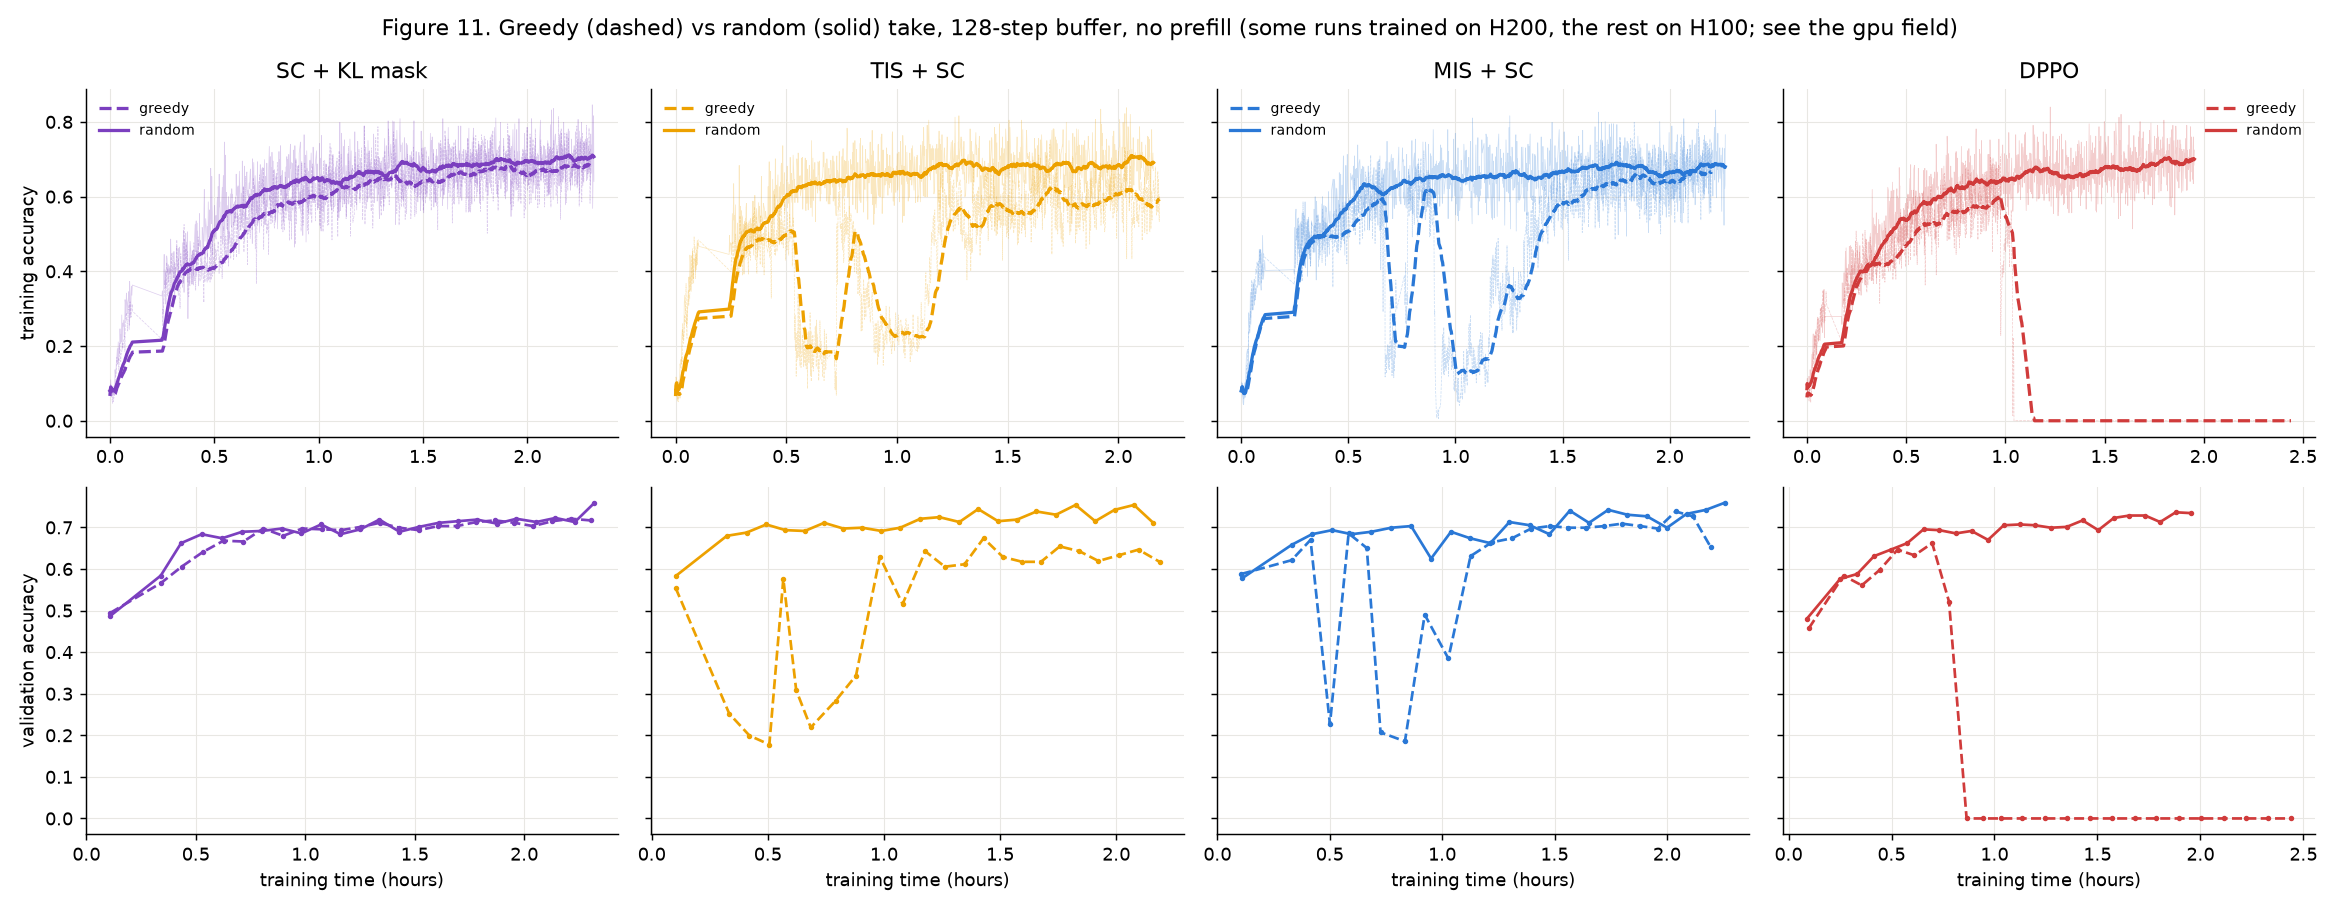 Figure 11. Greedy (dashed) vs random (solid) take, 128-step buffer, no prefill (some runs trained on H200, the rest on H100; see the gpu field)
SC + KL mask
TIS + SC
MIS + SC
DPPO
greedy
random
greedy
random
greedy
random
greedy
random
training accuracy
0.8
0.6
0.4
0.2
0.0
0.0 0.5 1.0 1.5 2.0
0.0 0.5 1.0 1.5 2.0
0.0 0.5 1.0 1.5 2.0
0.0 0.5 1.0 1.5 2.0 2.5
validation accuracy
0.7
0.6
0.5
0.4
0.3
0.2
0.1
0.0
0.0 0.5 1.0 1.5 2.0
0.0 0.5 1.0 1.5 2.0
0.0 0.5 1.0 1.5 2.0
0.0 0.5 1.0 1.5 2.0 2.5
training time (hours)
training time (hours)
training time (hours)
training time (hours)